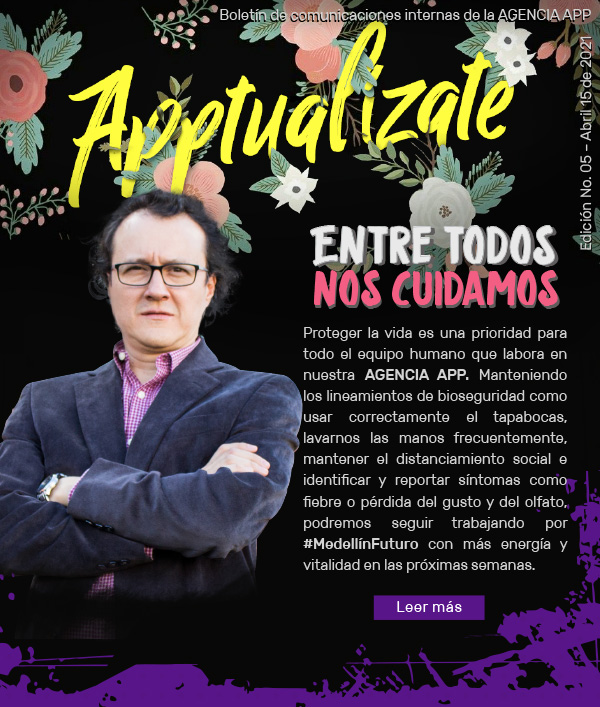 Boletín de comunicaciones internas de la AGENCIA APP
Apptualízate
Edición No. 05 – Abril 15 de 2021
ENTRE TODOS
NOS CUIDAMOS
Proteger la vida es una prioridad para
todo el equipo humano que labora en
nuestra AGENCIA APP. Manteniendo
los lineamientos de bioseguridad como
usar correctamente el tapabocas,
lavarnos las manos frecuentemente,
mantener el distanciamiento social e
identificar y reportar síntomas como
fiebre o pérdida del gusto y del olfato,
podremos seguir trabajando por
#MedellínFuturo con más energía y
vitalidad en las próximas semanas.
Leer más